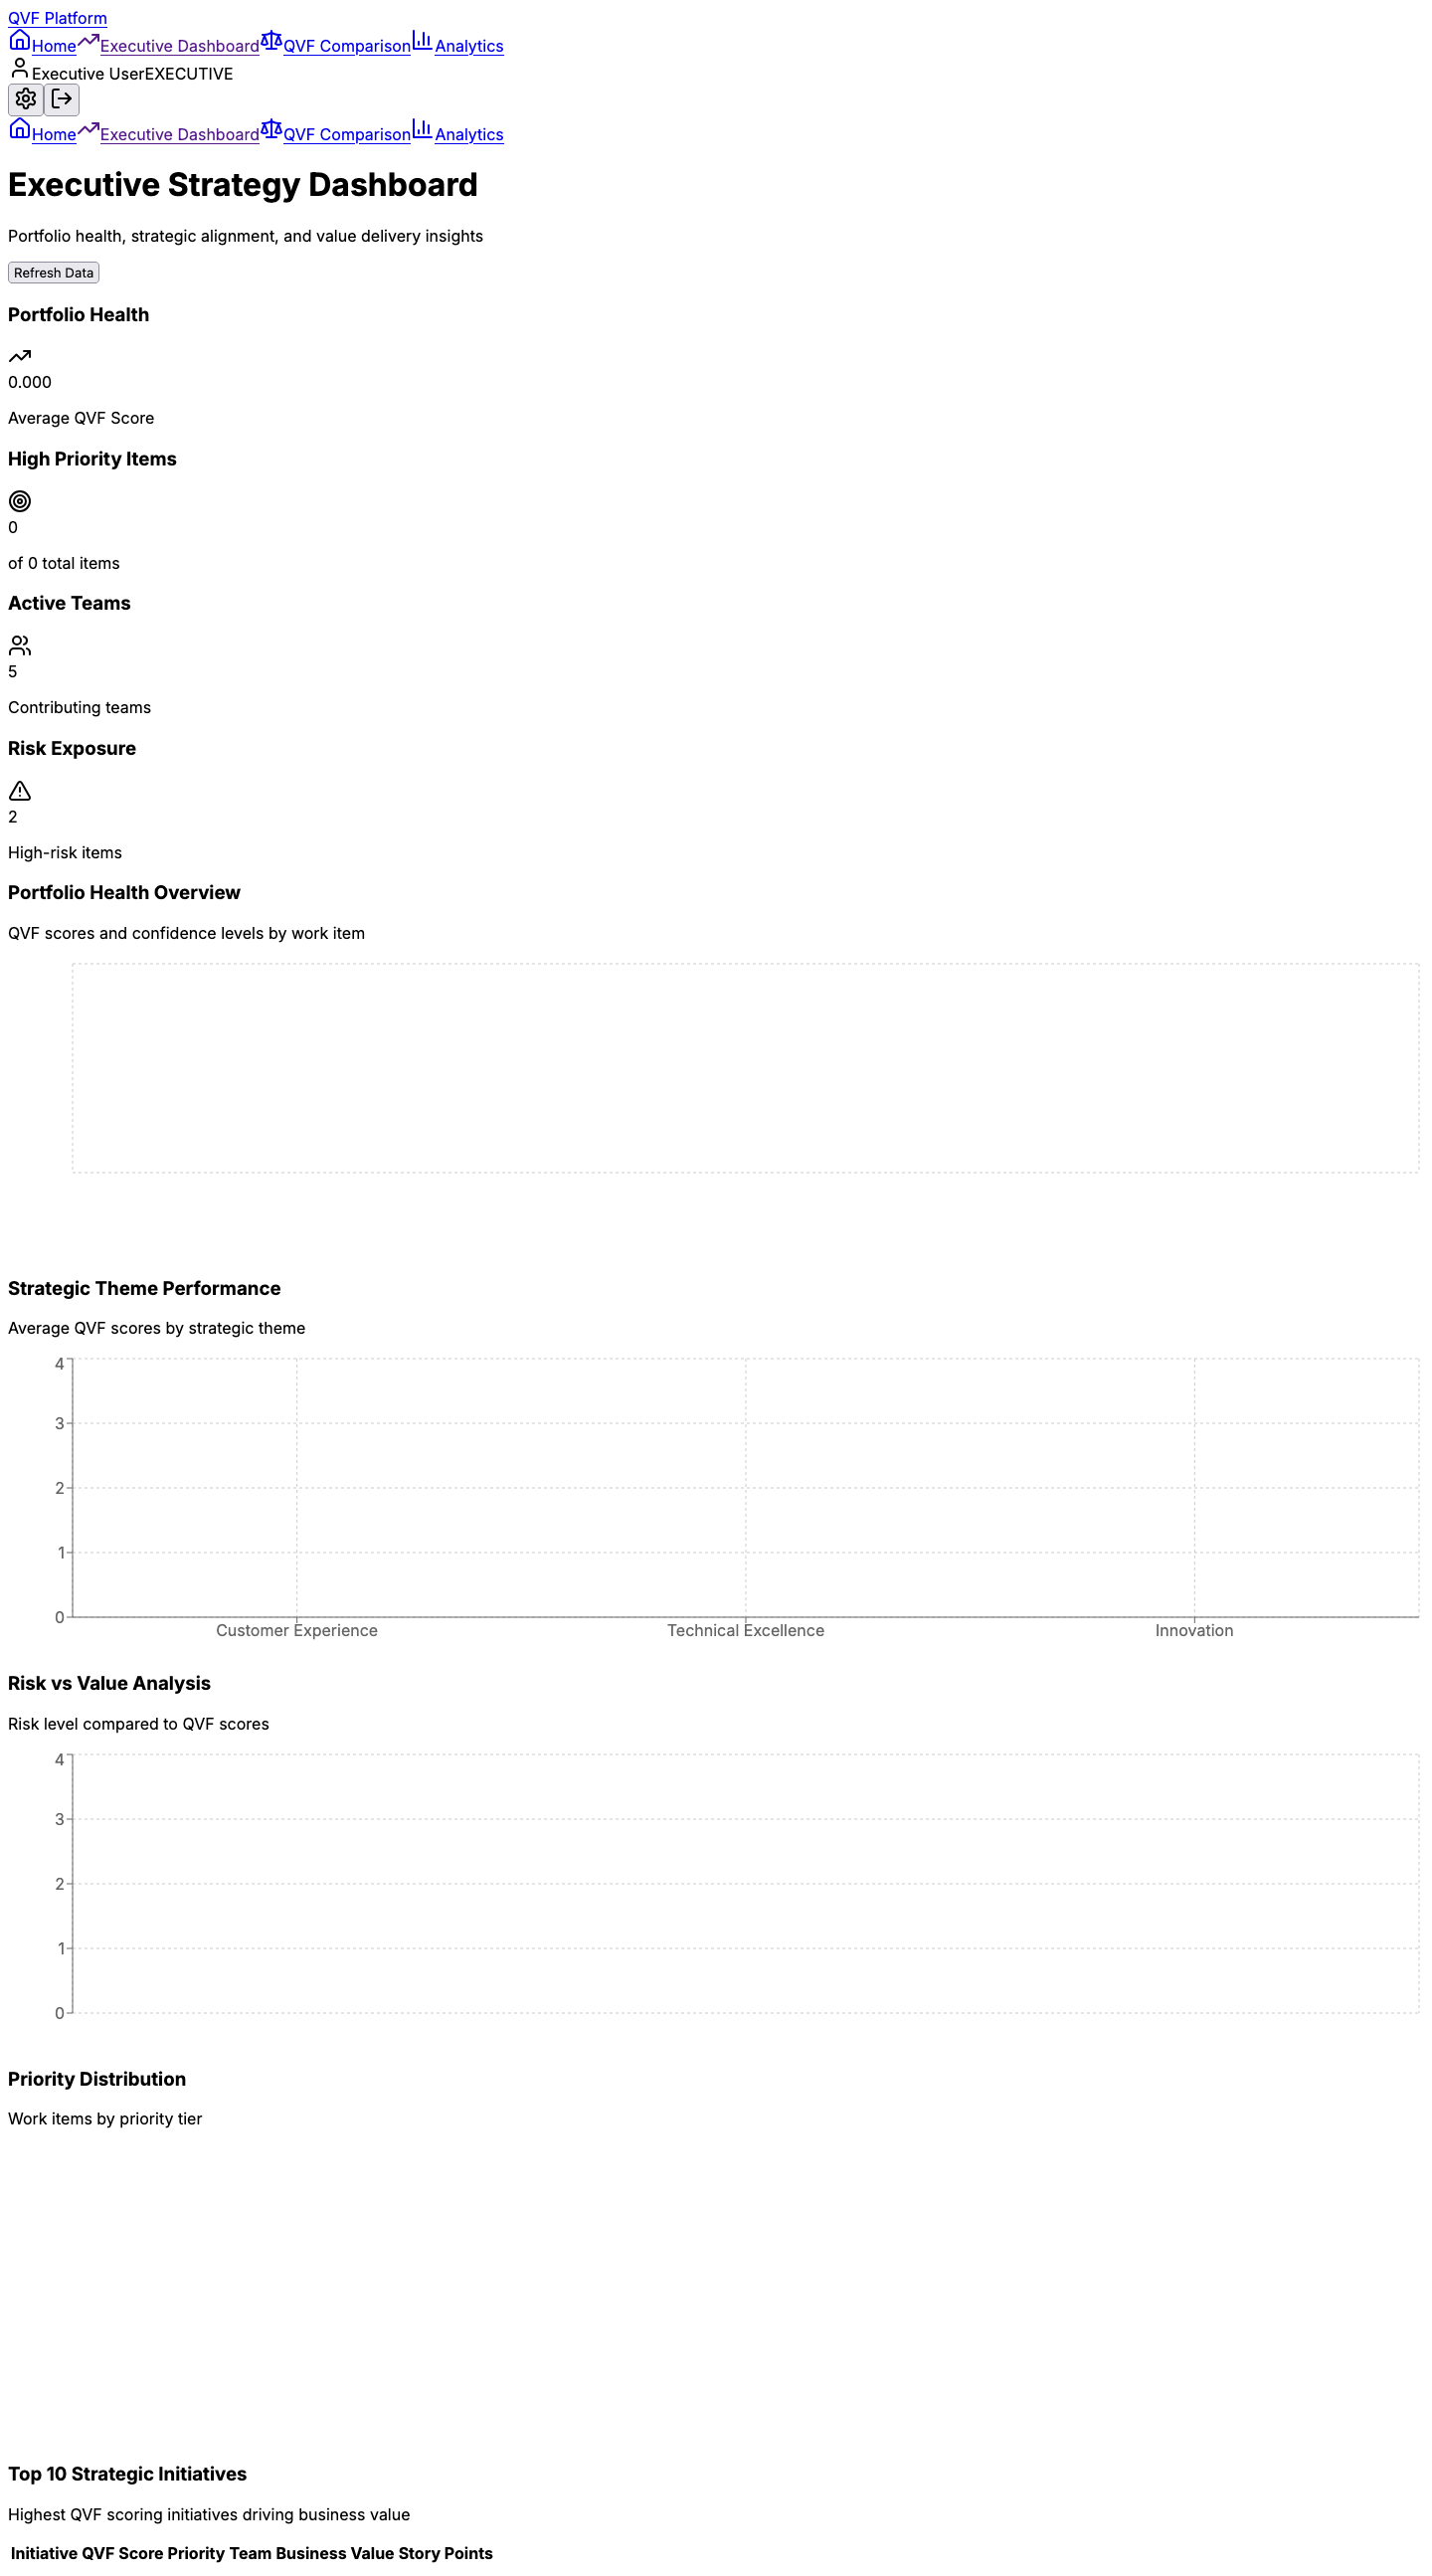 QVF Platform
Home Executive Dashboard QVF Comparison Analytics
Executive UserEXECUTIVE
Home Executive Dashboard QVF Comparison Analytics
Executive Strategy Dashboard
Portfolio health, strategic alignment, and value delivery insights
Refresh Data
Portfolio Health
0.000
Average QVF Score
High Priority Items
0
of 0 total items
Active Teams
5
Contributing teams
Risk Exposure
2
High-risk items
Portfolio Health Overview
QVF scores and confidence levels by work item
Strategic Theme Performance
Average QVF scores by strategic theme
4
3
2
1
0
Customer Experience Technical Excellence Innovation
Risk vs Value Analysis
Risk level compared to QVF scores
4
3
2
1
0
Priority Distribution
Work items by priority tier
Top 10 Strategic Initiatives
Highest QVF scoring initiatives driving business value
Initiative QVF Score Priority Team Business Value Story Points